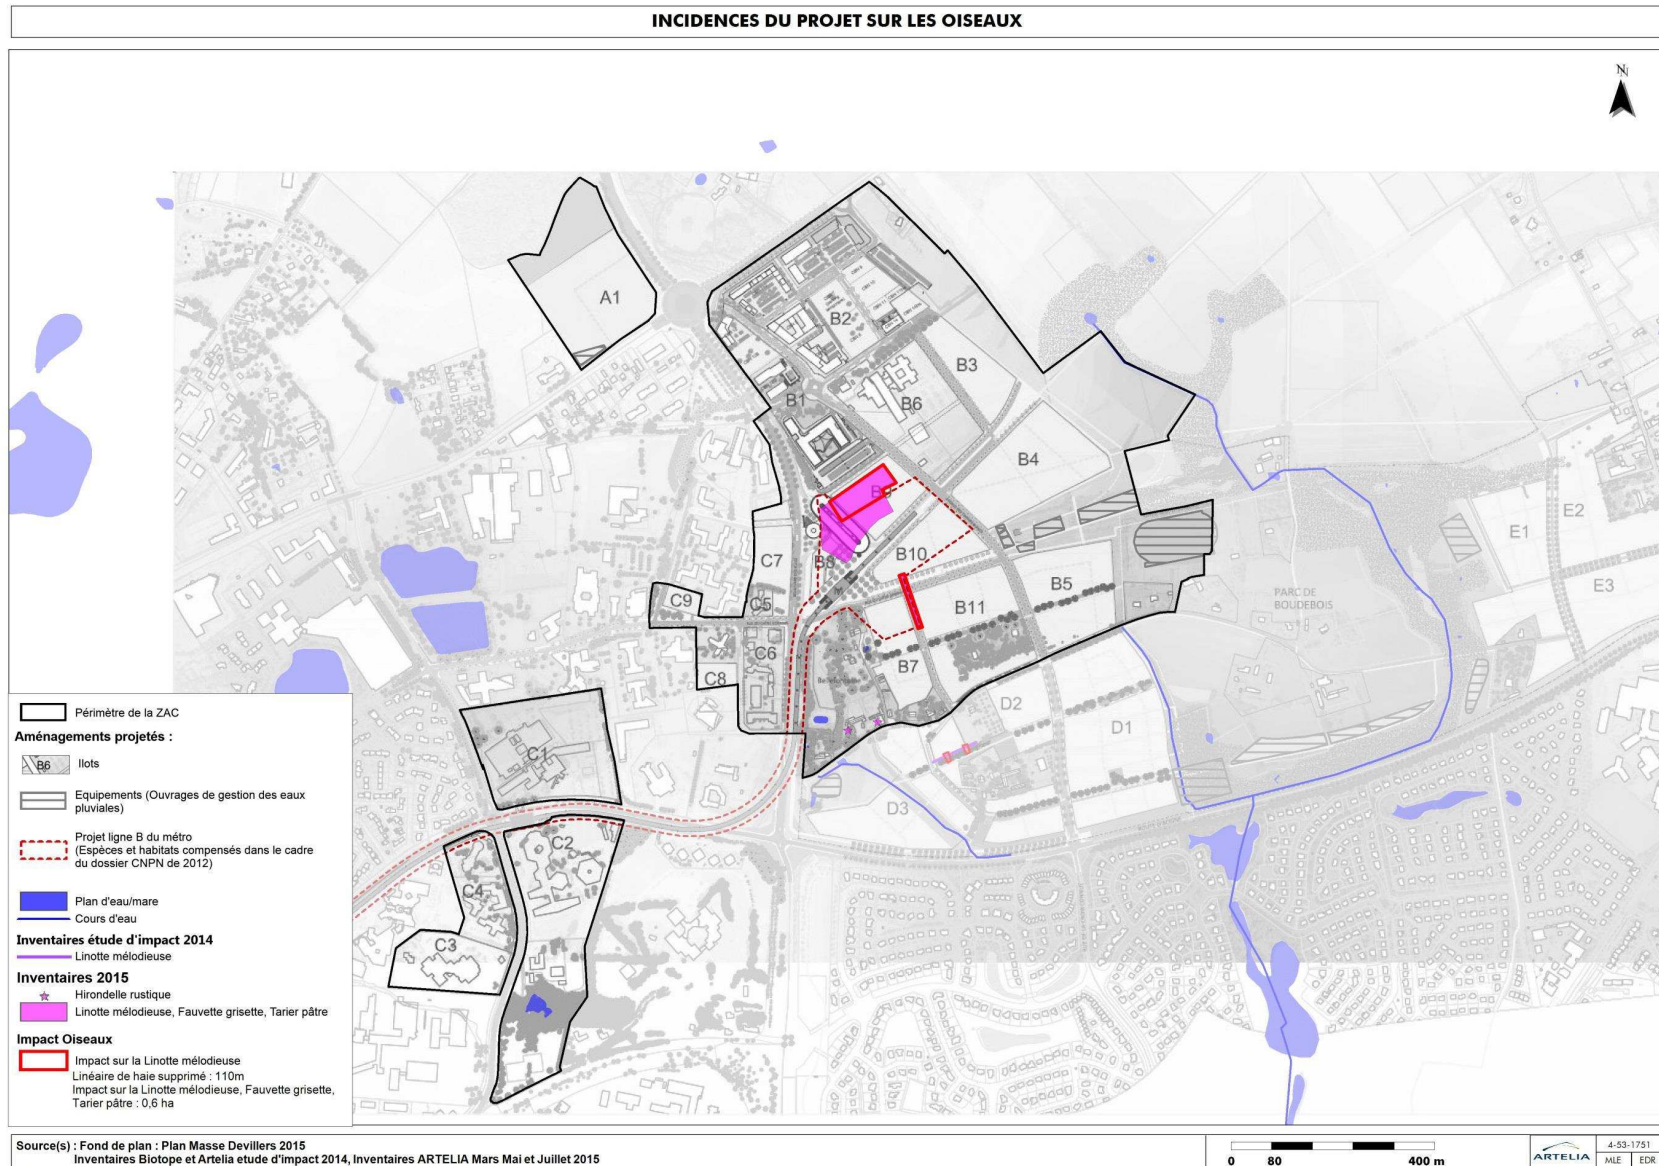 INCIDENCES DU PROJET SUR LES OISEAUX
N
A1
B2
B3
B1
B6
B4
B9
E2
E1
C7
B8
B10
B5
E3
C9
C5
B11
PARC DE
BOUDEBOIS
C6
B7
C8
D2
D1
C1
D3
C2
C4
C3
Périmètre de la ZAC
Aménagements projetés :
B6
Ilots
Equipements (Ouvrages de gestion des eaux
pluviales)
Projet ligne B du métro
(Espèces et habitats compensés dans le cadre
du dossier CNPN de 2012)
Plan d'eau/mare
Cours d'eau
Inventaires étude d'impact 2014
Linotte mélodieuse
Inventaires 2015
Hirondelle rustique
Linotte mélodieuse, Fauvette grisette, Tarier pâtre
Impact Oiseaux
Impact sur la Linotte mélodieuse
Linéaire de haie supprimé : 110m
Impact sur la Linotte mélodieuse, Fauvette grisette,
Tarier pâtre : 0,6 ha
Source(s) : Fond de plan : Plan Masse Devillers 2015
Inventaires Biotope et Artelia etude d'impact 2014, Inventaires ARTELIA Mars Mai et Juillet 2015
0 80 400 m
ARTELIA
4-53-1751
MLE EDR